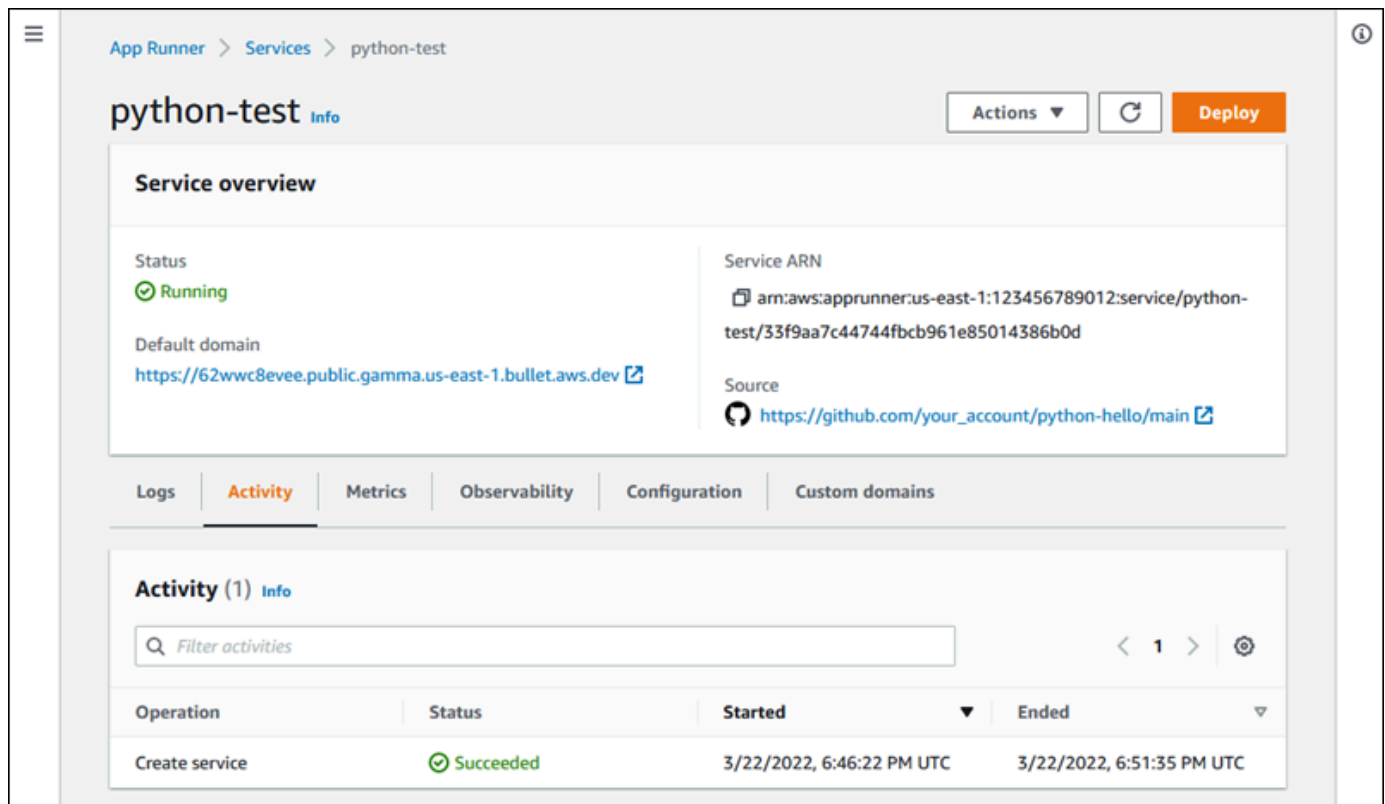 App Runner > Services > python-test
python-test Info
Actions
Deploy
Service overview
Status
Running
Default domain
https://62wwc8evee.public.gamma.us-east-1.bullet.aws.dev
Service ARN
arn:aws:apprunner:us-east-1:123456789012:service/python-
test/33f9aa7c44744fbcb961e85014386b0d
Source
https://github.com/your_account/python-hello/main
Logs Activity Metrics Observability Configuration Custom domains
Activity (1) Info
Filter activities
< 1 >
Operation Status Started Ended
Create service Succeeded 3/22/2022, 6:46:22 PM UTC 3/22/2022, 6:51:35 PM UTC